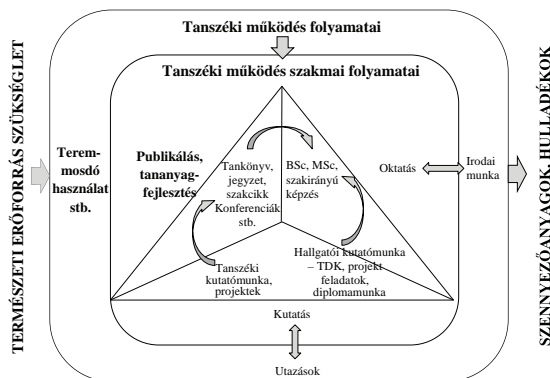 Tanszéki működés folyamatai
Tanszéki működés szakmai folyamatai
TERMÉSZETI ERŐFORRÁS SZÜKSÉGLET
Terem-
mosdó
használat
stb.
Publikálás,
tananyag-
fejlesztés
Tankönyv,
jegyzet,
szakcikk
Konferenciák
stb.
BSc, MSc,
szakirányú
képzés
Oktatás
Irodai
munka
Tanszéki
kutatómunka,
projektek
Hallgatói kutatómunka
– TDK, projekt
feladatok,
diplomamunka
Kutatás
Utazások
SZENNYEZŐANYAGOK, HULLADÉKOK